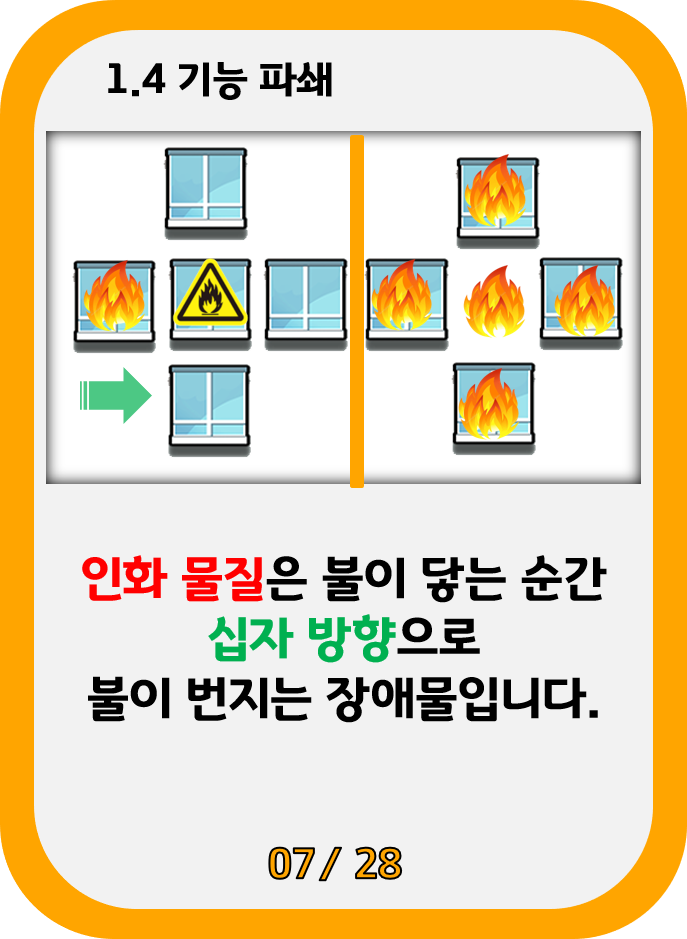 1.4 기능 파쇄
인화 물질은 불이 닿는 순간
십자 방향으로
불이 번지는 장애물입니다.
07/ 28